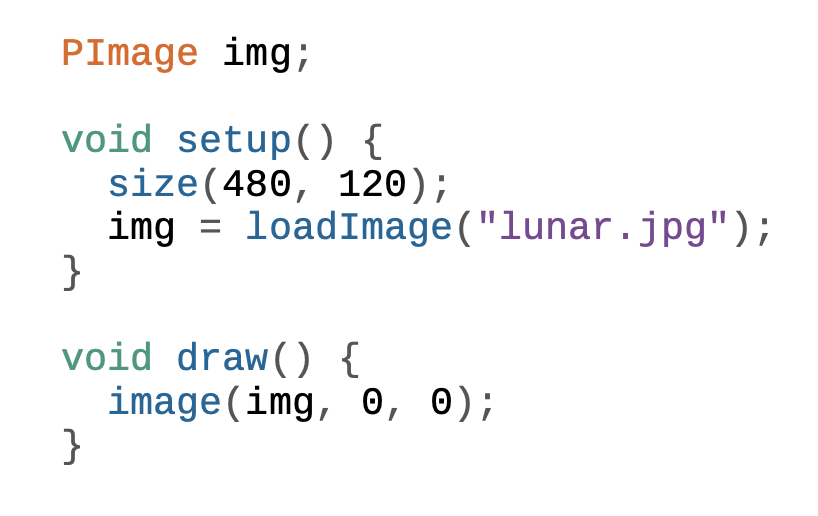 PImage img;

void setup() {
  size(480, 120);
  img = loadImage("lunar.jpg");
}

void draw() {
  image(img, 0, 0);
}